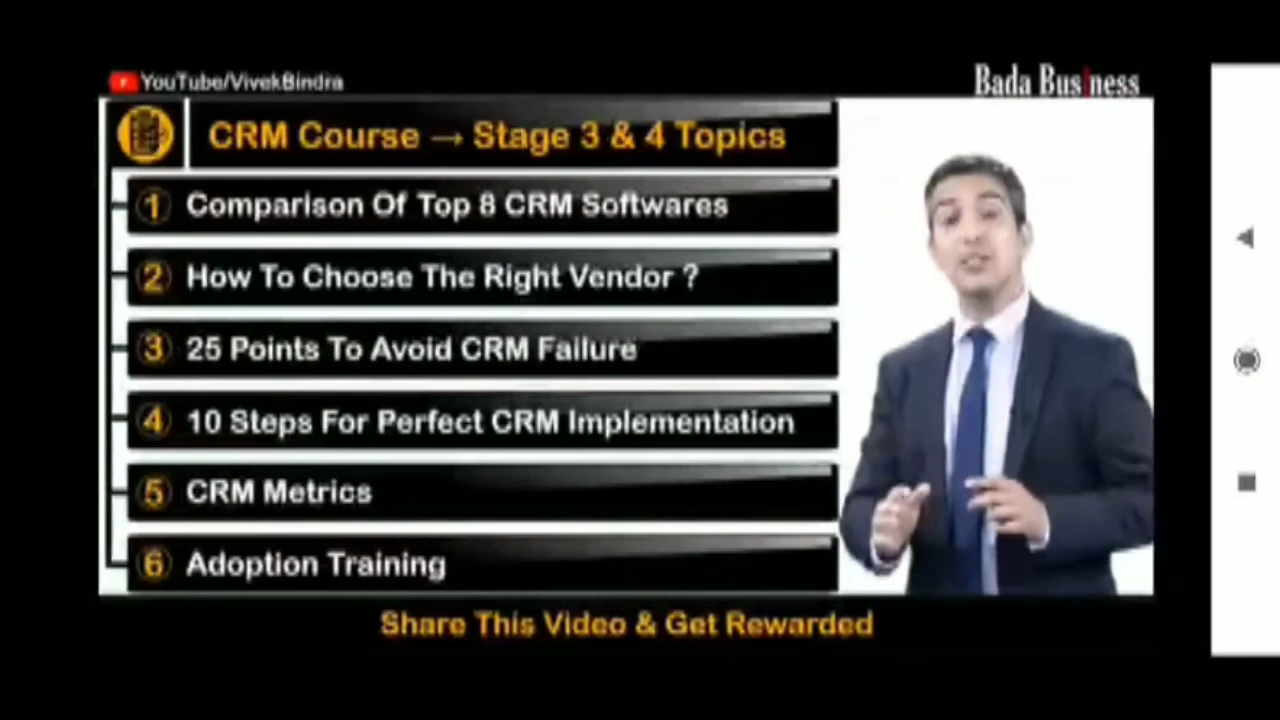 YouTube/VivekBindra
Bada Business
CRM Course → Stage 3 & 4 Topics
1 Comparison Of Top 8 CRM Softwares
2 How To Choose The Right Vendor ?
3 25 Points To Avoid CRM Failure
4 10 Steps For Perfect CRM Implementation
5 CRM Metrics
6 Adoption Training
Share This Video & Get Rewarded